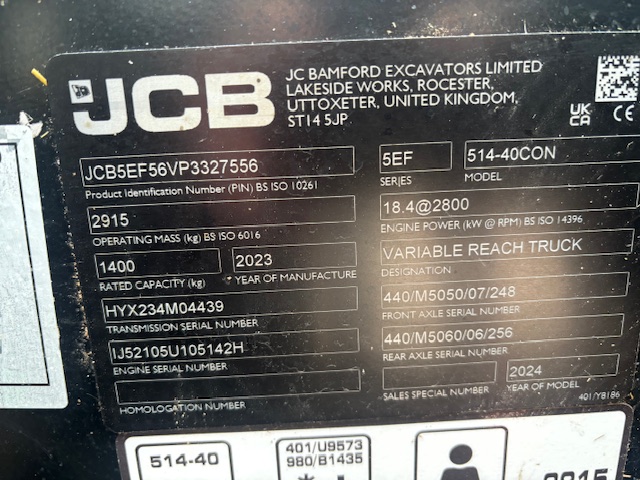 JCB
JC BAMFORD EXCAVATORS LIMITED
LAKESIDE WORKS, ROCESTER,
UTTOXETER, UNITED KINGDOM,
ST14 5JP
UK
CA
CE
JCB5EF56VP3327556
Product Identification Number (PIN) BS ISO 10261
5EF
SERIES
514-40CON
MODEL
2915
OPERATING MASS (kg) BS ISO 6016
18.4@2800
ENGINE POWER (kW @ RPM) BS ISO 14396
1400
RATED CAPACITY (kg)
2023
YEAR OF MANUFACTURE
VARIABLE REACH TRUCK
DESIGNATION
HYX234M04439
TRANSMISSION SERIAL NUMBER
440/M5050/07/248
FRONT AXLE SERIAL NUMBER
IJ52105U105142H
ENGINE SERIAL NUMBER
440/M5060/06/256
REAR AXLE SERIAL NUMBER
HOMOLOGATION NUMBER
SALES SPECIAL NUMBER
2024
YEAR OF MODEL
401/Y8186
514-40
401/U9573
980/B1435